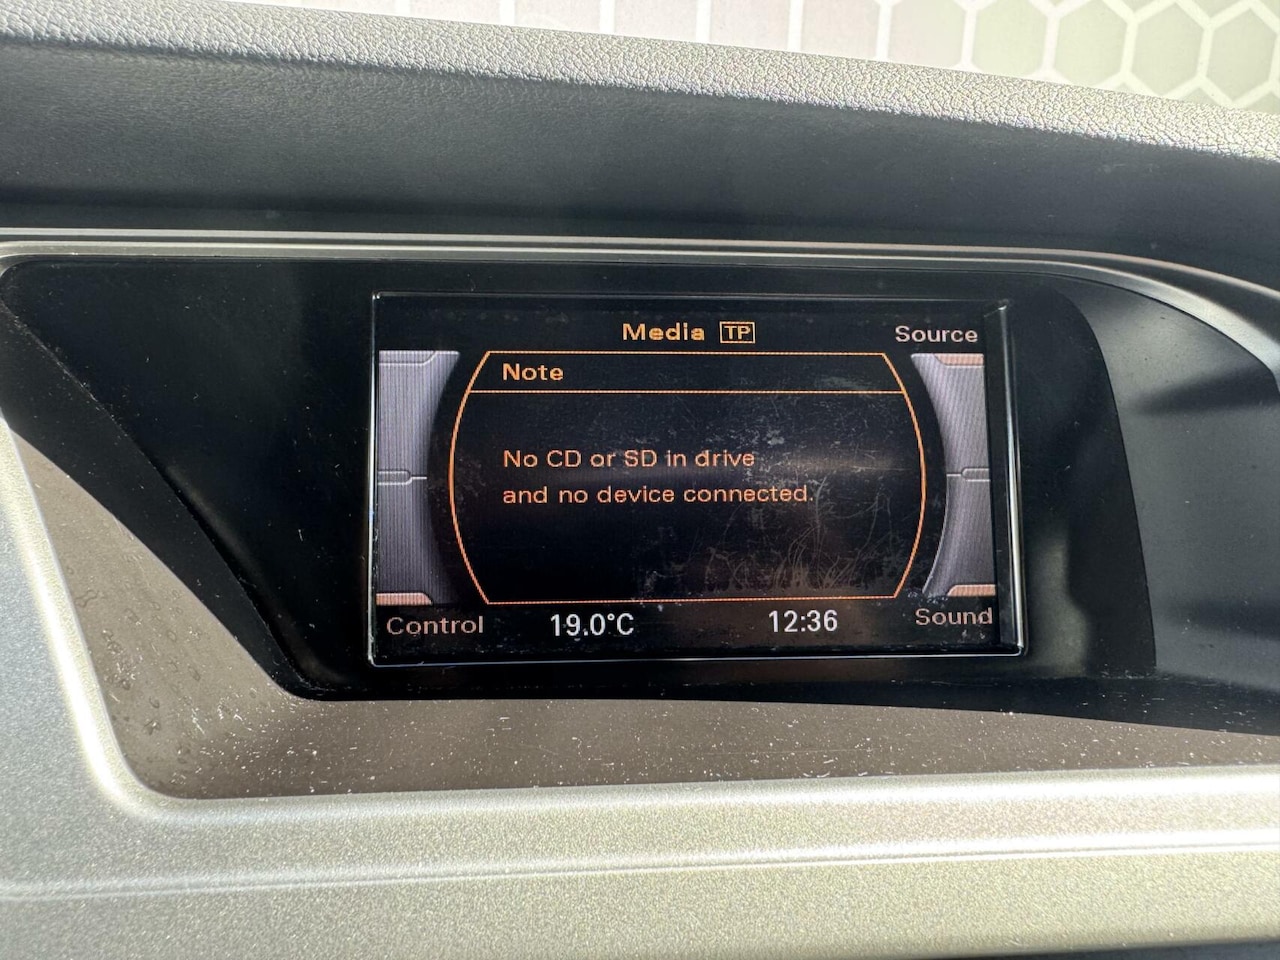 Media TP Source
Note
No CD or SD in drive
and no device connected.
Control 19.0°C 12:36 Sound